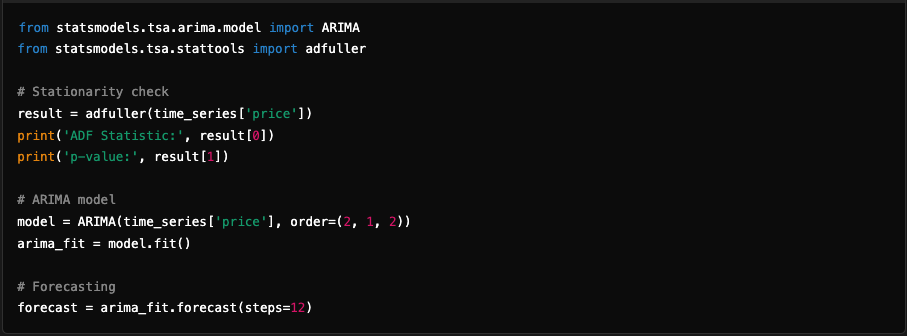 from statsmodels.tsa.arima.model import ARIMA
from statsmodels.tsa.stattools import adfuller
# Stationarity check
result = adfuller(time_series['price'])
print('ADF Statistic:', result[0])
print('p-value:', result[1])
# ARIMA model
model = ARIMA(time_series['price'], order=(2, 1, 2))
arima_fit = model.fit()
# Forecasting
forecast = arima_fit.forecast(steps=12)